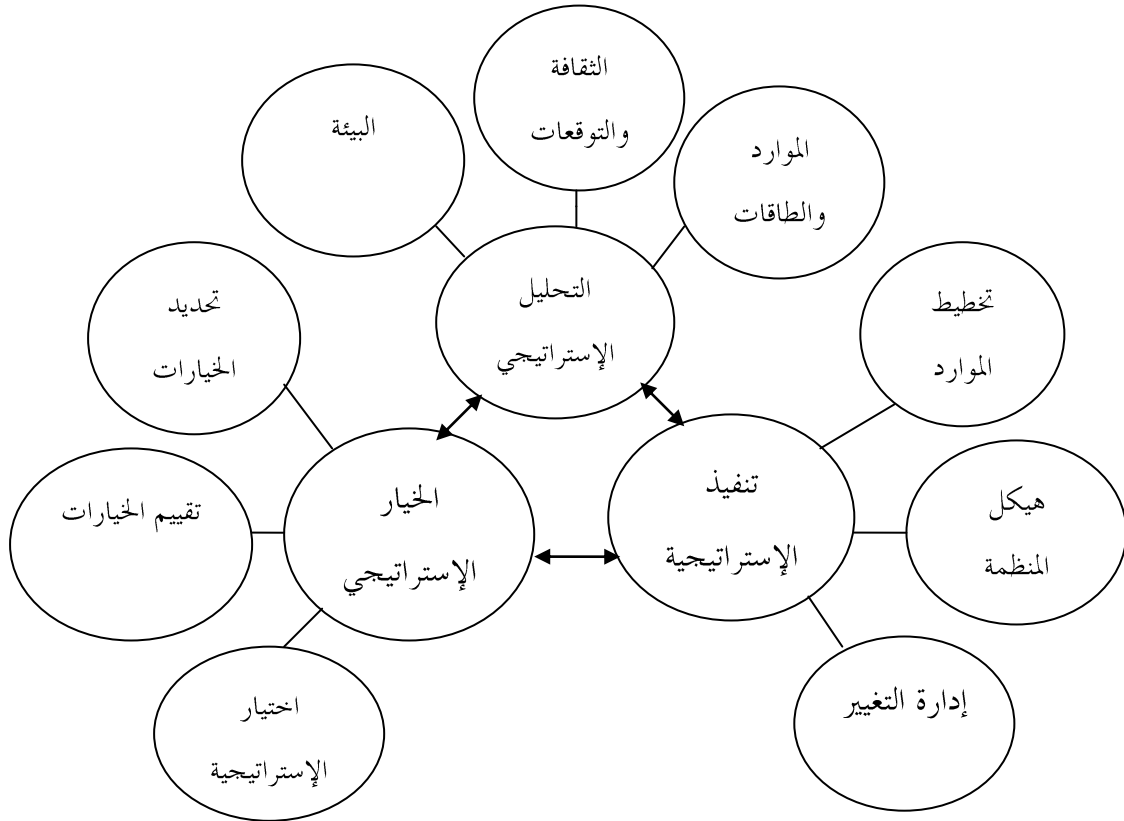 الثقافة
والتوقعات
البيئة
الموارد
والطاقات
التحليل
الإستراتيجي
تحديد
الخيارات
تخطيط
الموارد
الخيار
الإستراتيجي
تنفيذ
الإستراتيجية
تقييم الخيارات
هيكل
المنظمة
اختيار
الإستراتيجية
إدارة التغيير